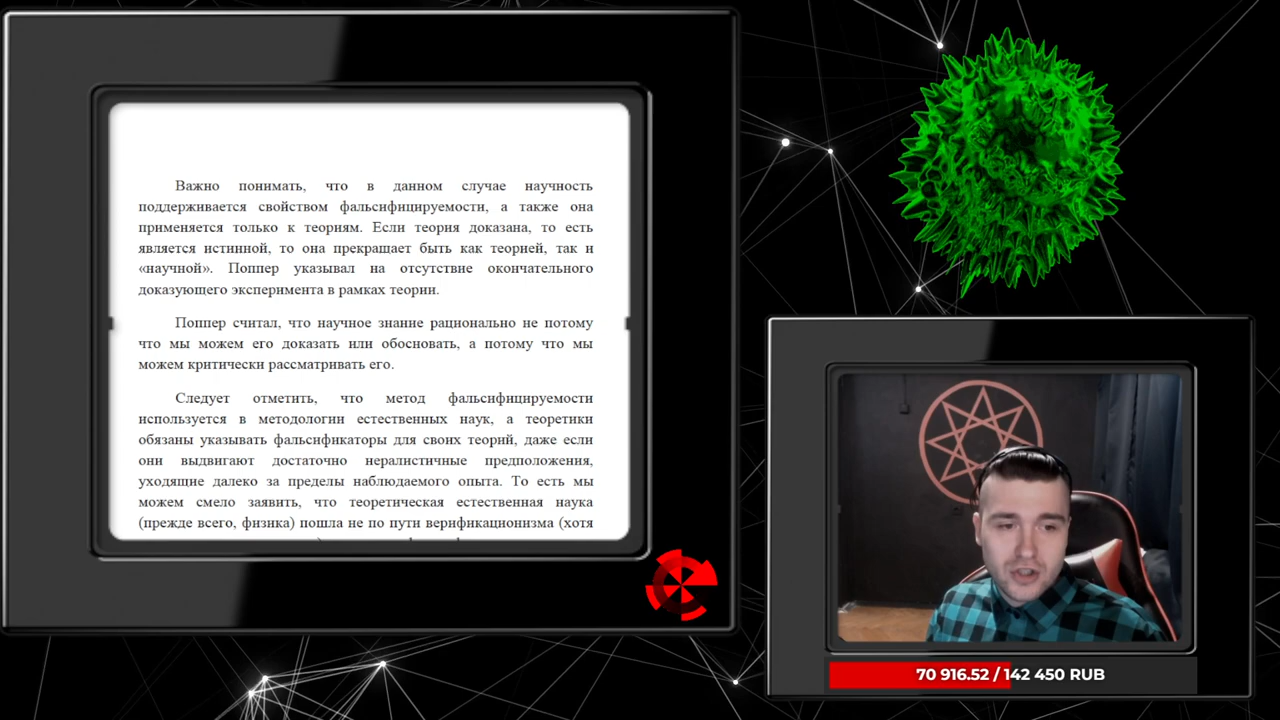 Важно понимать, что в данном случае научность
поддерживается свойством фальсифицируемости, а также она
применяется только к теориям. Если теория доказана, то есть
является истинной, то она прекращает быть как теорией, так и
«научной». Поппер указывал на отсутствие окончательного
доказующего эксперимента в рамках теории.
Поппер считал, что научное знание рационально не потому
что мы можем его доказать или обосновать, а потому что мы
можем критически рассматривать его.
Следует отметить, что метод фальсифицируемости
используется в методологии естественных наук, а теоретики
обязаны указывать фальсификаторы для своих теорий, даже если
они выдвигают достаточно нералистичные предположения,
уходящие далеко за пределы наблюдаемого опыта. То есть мы
можем смело заявить, что теоретическая естественная наука
(прежде всего, физика) пошла не по пути верификационизма (хотя
70 916.52 / 142 450 RUB